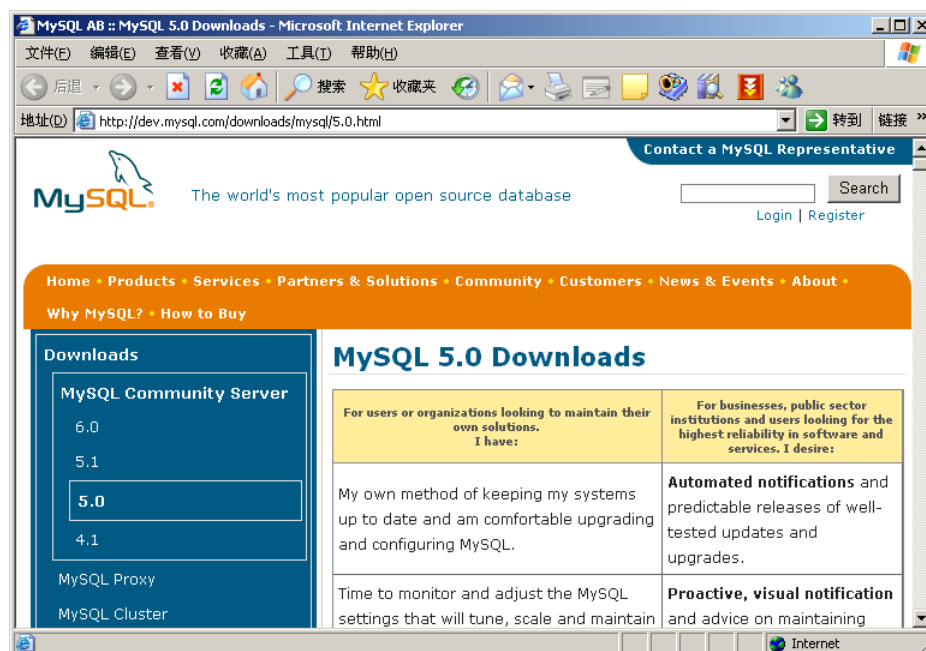 MySQL AB :: MySQL 5.0 Downloads - Microsoft Internet Explorer
文件(F) 编辑(E) 查看(V) 收藏(A) 工具(T) 帮助(H)
后退 搜索 收藏夹
地址(D) http://dev.mysql.com/downloads/mysql/5.0.html 转到 链接 »
Contact a MySQL Representative
MySQL®
The world's most popular open source database
Search
Login | Register
Home • Products • Services • Partners & Solutions • Community • Customers • News & Events • About •
Why MySQL? • How to Buy
Downloads
MySQL Community Server
6.0
5.1
5.0
4.1
MySQL Proxy
MySQL Cluster
MySQL 5.0 Downloads
For users or organizations looking to maintain their
own solutions.
I have:
For businesses, public sector
institutions and users looking for the
highest reliability in software and
services. I desire:
My own method of keeping my systems
up to date and am comfortable upgrading
and configuring MySQL.
Automated notifications and
predictable releases of well-
tested updates and
upgrades.
Time to monitor and adjust the MySQL
settings that will tune, scale and maintain
Proactive, visual notification
and advice on maintaining
Internet